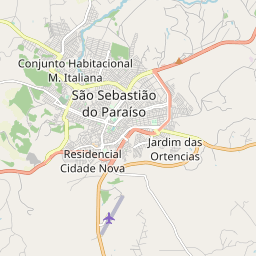 Conjunto Habitacional
M. Italiana
São Sebastião
do Paraíso
Jardim das
Ortencias
Residencial
Cidade Nova